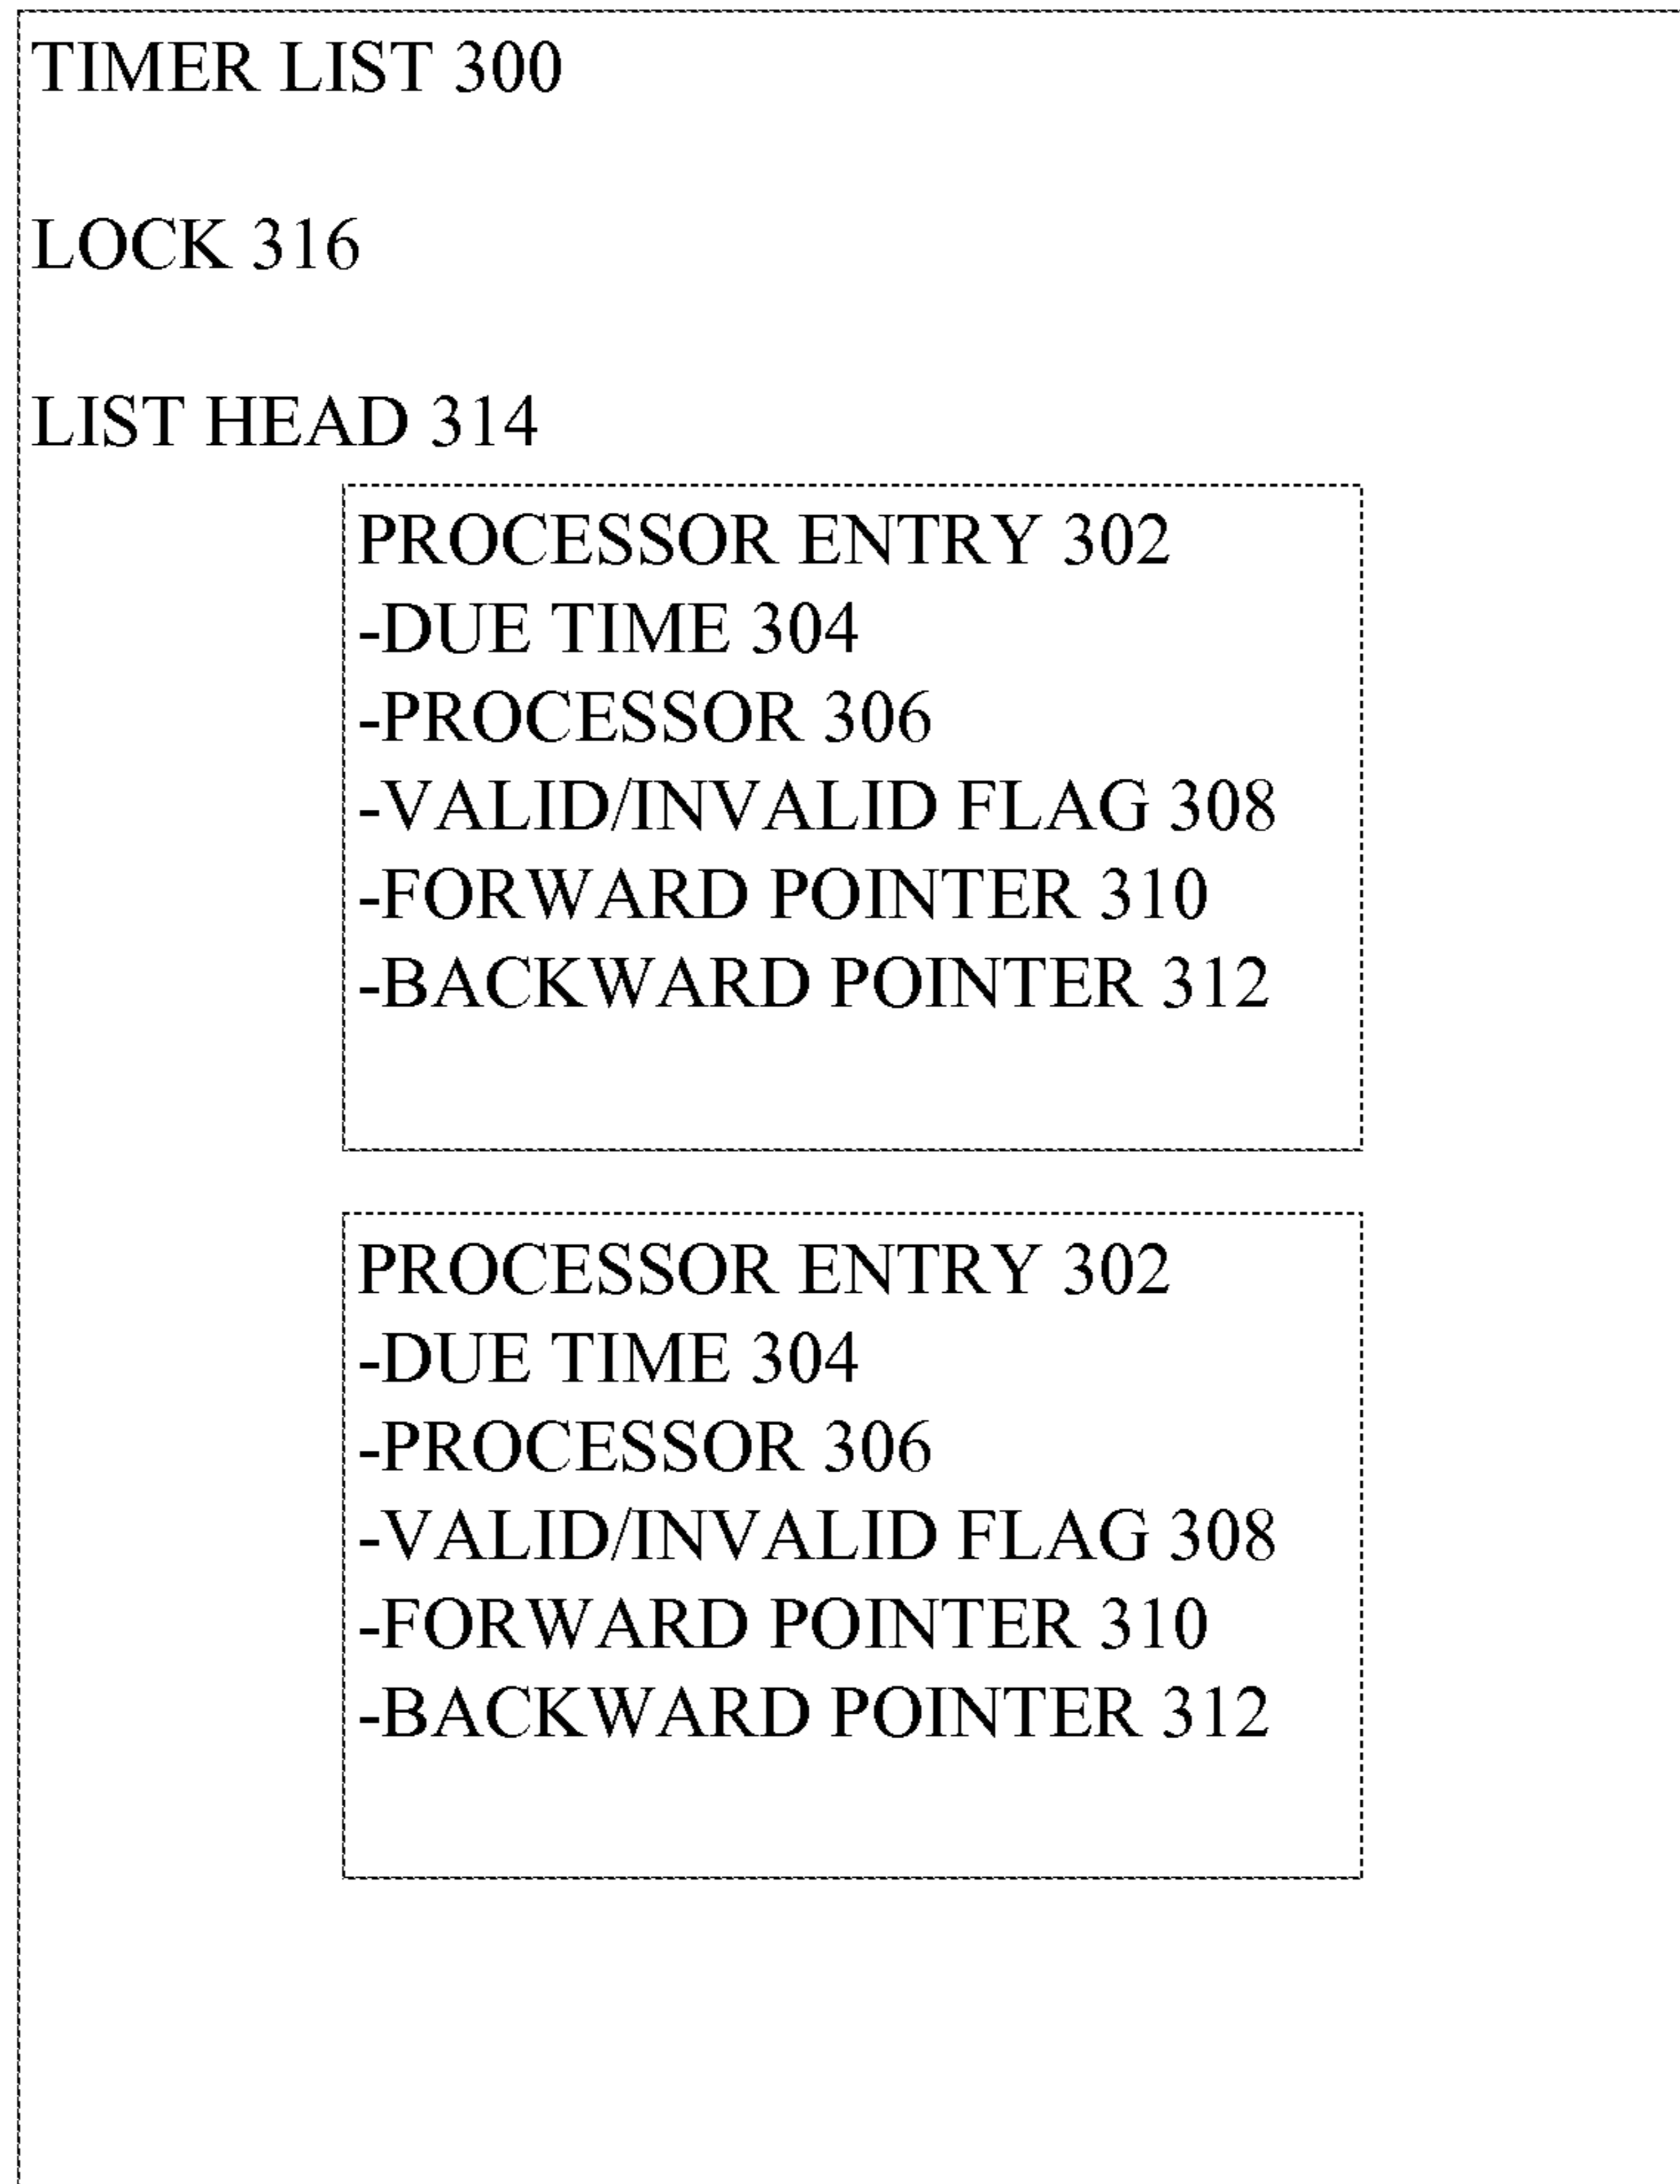 TIMER LIST 300
LOCK 316
LIST HEAD 314
PROCESSOR ENTRY 302
-DUE TIME 304
-PROCESSOR 306
-VALID/INVALID FLAG 308
-FORWARD POINTER 310
-BACKWARD POINTER 312
PROCESSOR ENTRY 302
-DUE TIME 304
-PROCESSOR 306
-VALID/INVALID FLAG 308
-FORWARD POINTER 310
-BACKWARD POINTER 312